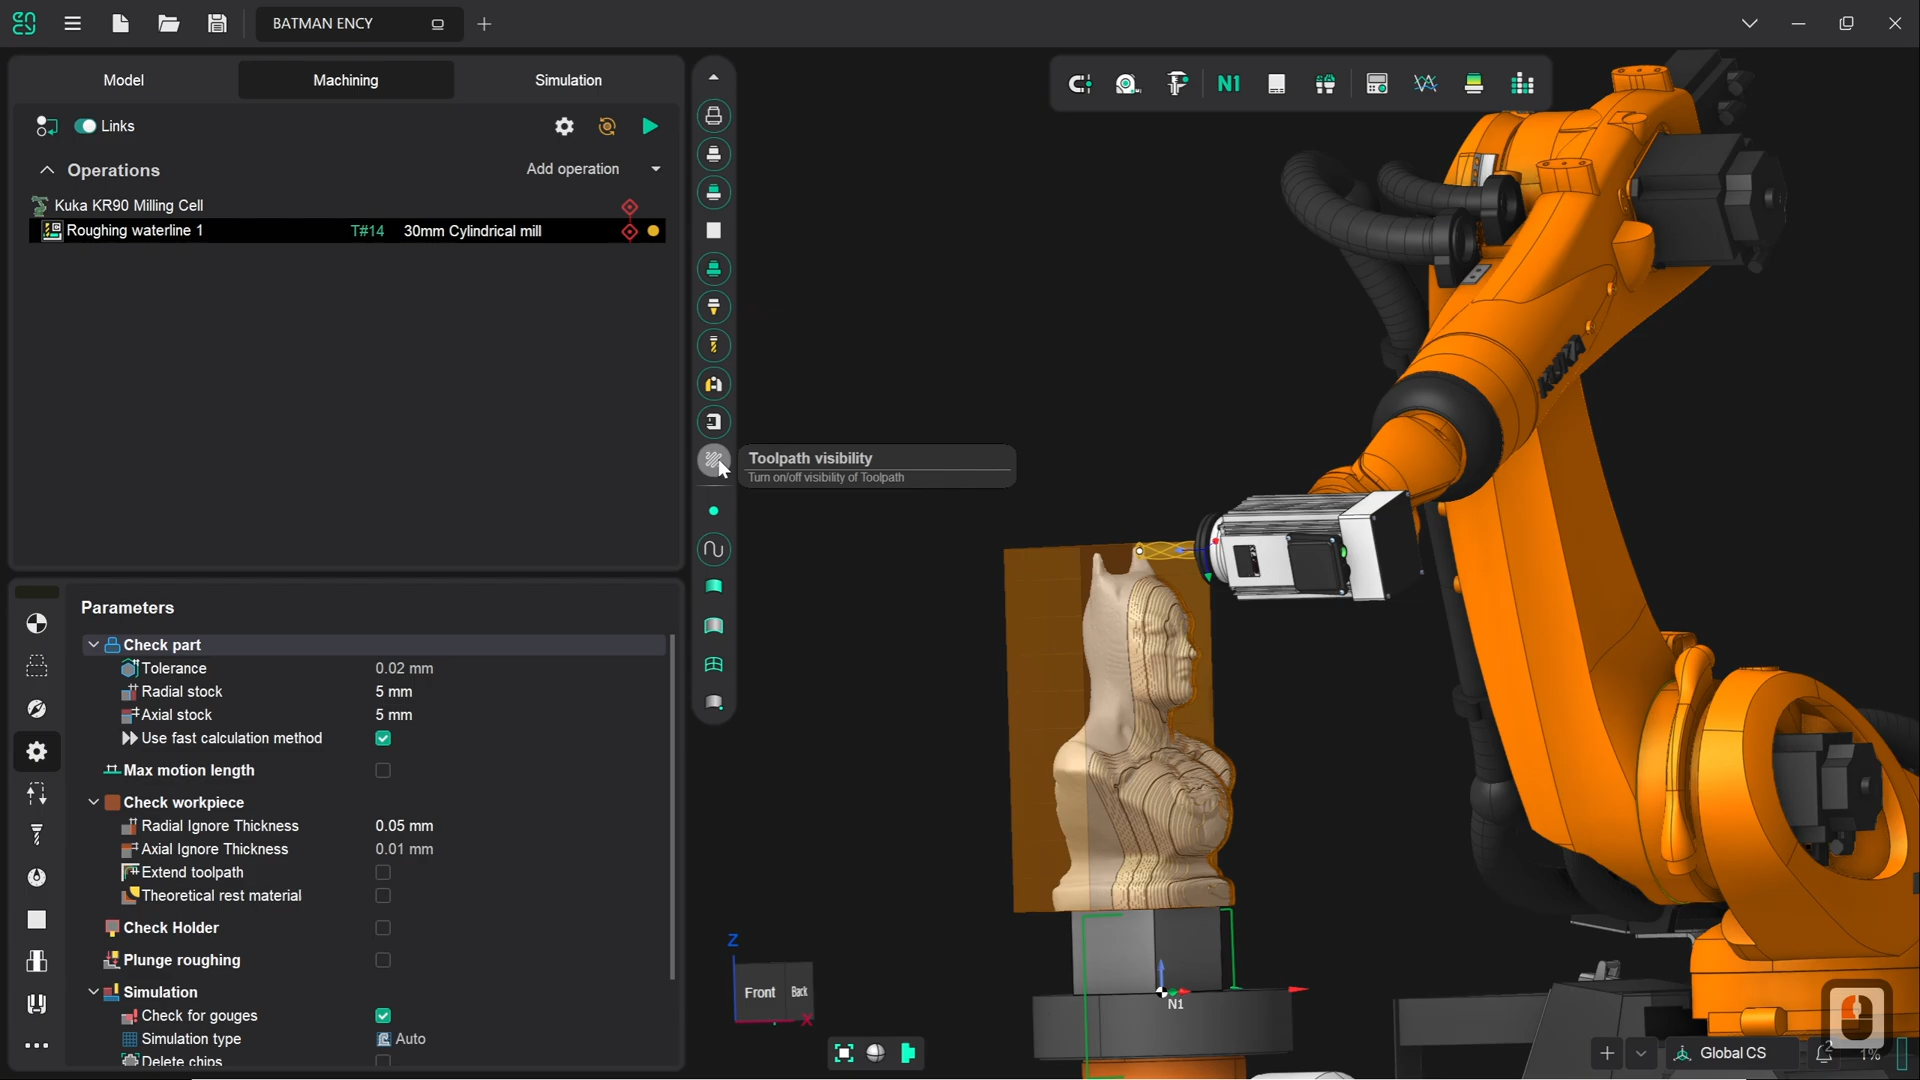 BATMAN ENCY
Model
Machining
Simulation
Links
Operations
Add operation
Kuka KR90 Milling Cell
Roughing waterline 1
T#14
30mm Cylindrical mill
Toolpath visibility
Turn on/off visibility of Toolpath
N1
KUKA
Parameters
Check part
Tolerance
0.02 mm
Radial stock
5 mm
Axial stock
5 mm
Use fast calculation method
Max motion length
Check workpiece
Radial Ignore Thickness
0.05 mm
Axial Ignore Thickness
0.01 mm
Extend toolpath
Theoretical rest material
Check Holder
Plunge roughing
Simulation
Check for gouges
Simulation type
Auto
Delete chips
Z
Front
Back
X
N1
Global CS
2
1%